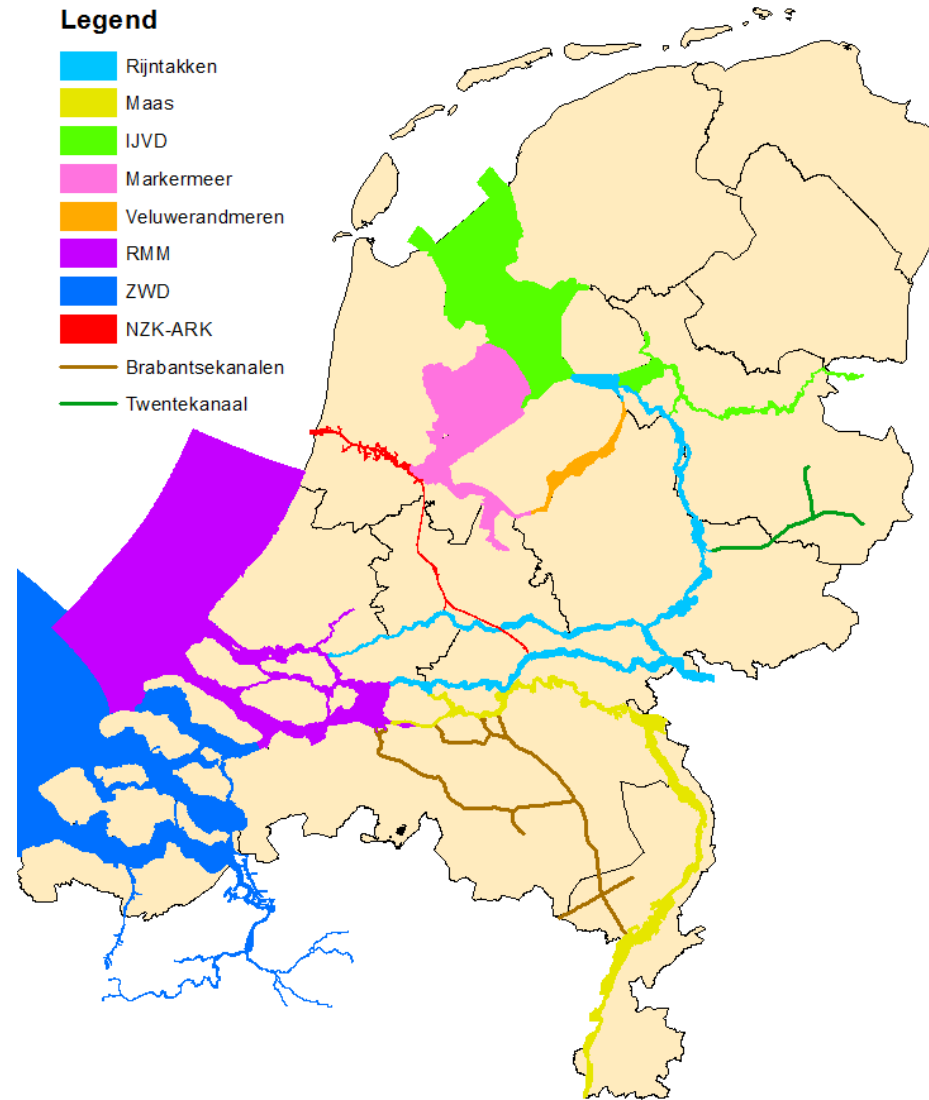 Legend
Rijntakken
Maas
IJVD
Markermeer
Veluwerandmeren
RMM
ZWD
NZK-ARK
Brabantsekanalen
Twentekanaal